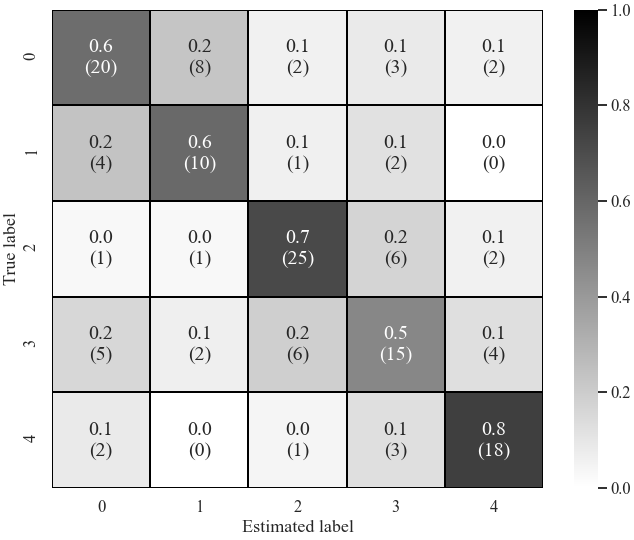 0.6 0.2 0.1 0.1 0.1
(20) (8) (2) (3) (2)
0
0.2 0.6 0.1 0.1 0.0
(4) (10) (1) (2) (0)
1
0.0 0.0 0.7 0.2 0.1
(1) (1) (25) (6) (2)
2
0.2 0.1 0.2 0.5 0.1
(5) (2) (6) (15) (4)
3
0.1 0.0 0.0 0.1 0.8
(2) (0) (1) (3) (18)
4
True label
0 1 2 3 4
Estimated label
1.0
0.8
0.6
0.4
0.2
0.0